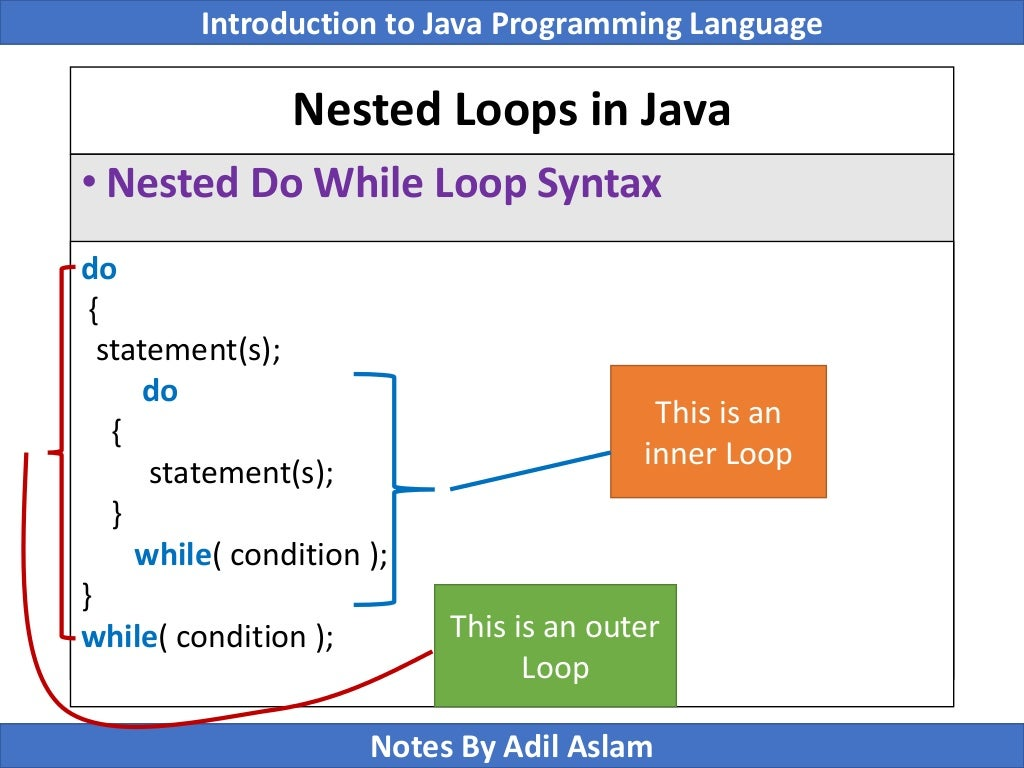 Introduction to Java Programming Language
Nested Loops in Java
• Nested Do While Loop Syntax
do
{
statement(s);
do
{
statement(s);
}
while( condition );
}
while( condition );
This is an
inner Loop
This is an outer
Loop
Notes By Adil Aslam